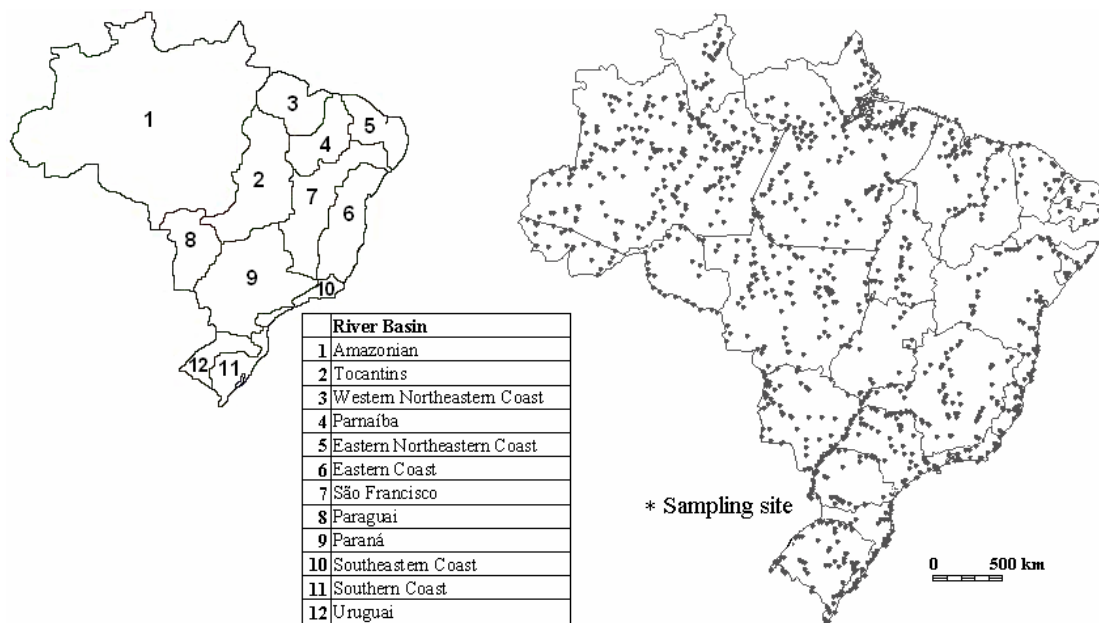 1
2
3
4
5
6
7
8
9
10
11
12
River Basin
1 Amazonian
2 Tocantins
3 Western Northeastern Coast
4 Parnaíba
5 Eastern Northeastern Coast
6 Eastern Coast
7 São Francisco
8 Paraguai
9 Paraná
10 Southeastern Coast
11 Southern Coast
12 Uruguai
* Sampling site
0 500 km